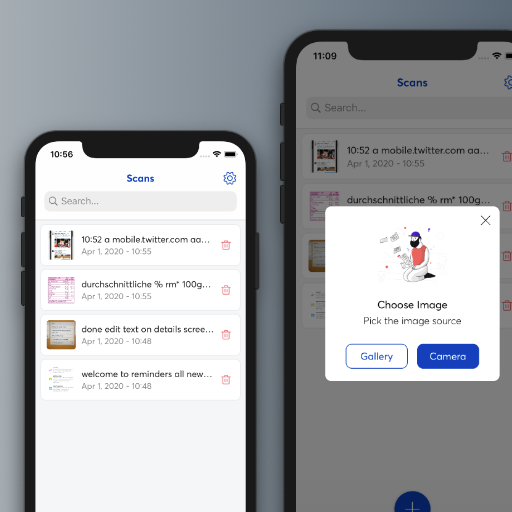 10:56
Scans
Search...
10:52 a mobile.twitter.com aa...
Apr 1, 2020 - 10:55
durchschnittliche % rm* 100g...
Apr 1, 2020 - 10:55
done edit text on details scree...
Apr 1, 2020 - 10:48
welcome to reminders all new...
Apr 1, 2020 - 10:48
11:09
Scans
Search...
10:52 a mobile.twitter.com aa...
Apr 1, 2020 - 10:55
durchschnittliche % rm* 100g...
Choose Image
Pick the image source
Gallery
Camera